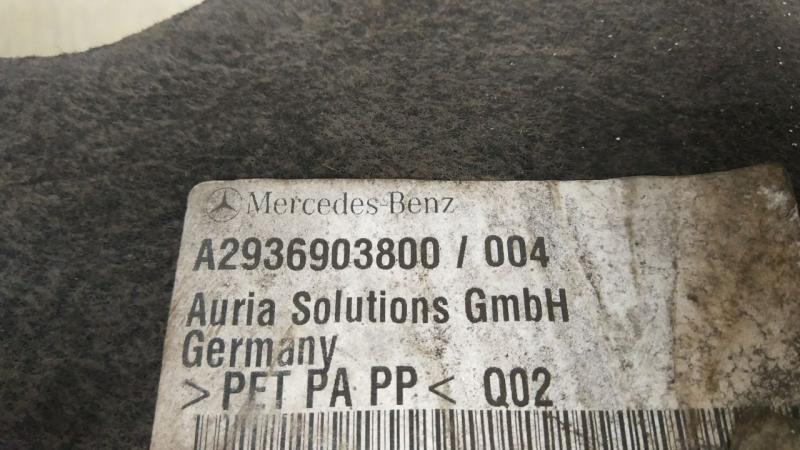 Mercedes-Benz
A2936903800 / 004
Auria Solutions GmbH
Germany
> PET PA PP < Q02